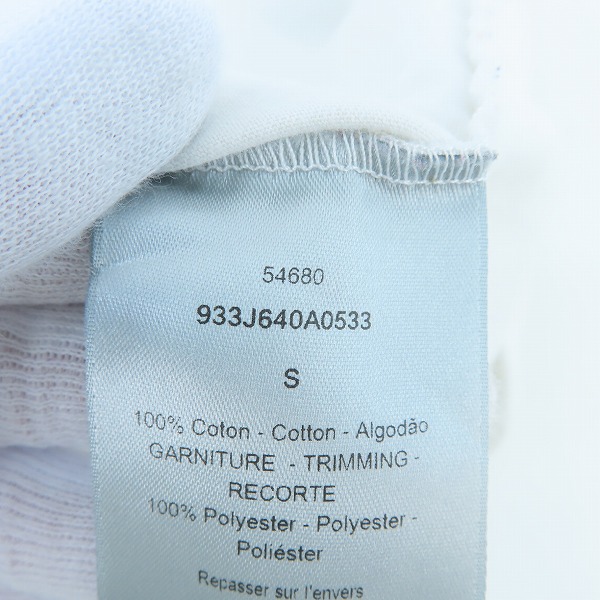 54680
933J640A0533
S
100% Coton - Cotton - Algodão
GARNITURE - TRIMMING -
RECORTE
100% Polyester - Polyester -
Poliéster
Repasser sur l'envers